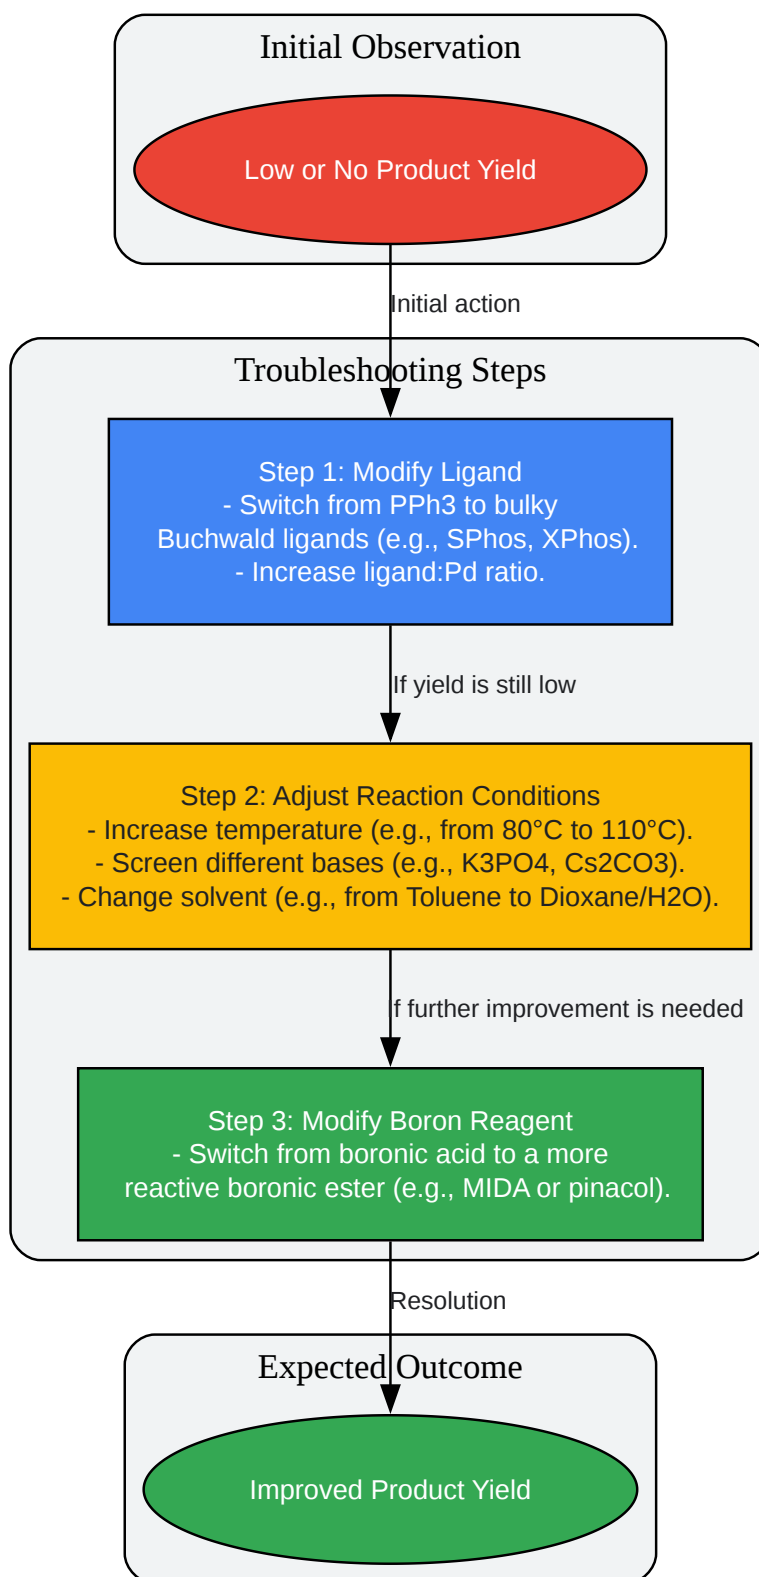 Initial Observation
Low or No Product Yield
Initial action
Troubleshooting Steps
Step 1: Modify Ligand
- Switch from PPh3 to bulky
Buchwald ligands (e.g., SPhos, XPhos).
- Increase ligand:Pd ratio.
If yield is still low
Step 2: Adjust Reaction Conditions
- Increase temperature (e.g., from 80°C to 110°C).
- Screen different bases (e.g., K3PO4, Cs2CO3).
- Change solvent (e.g., from Toluene to Dioxane/H2O).
If further improvement is needed
Step 3: Modify Boron Reagent
- Switch from boronic acid to a more
reactive boronic ester (e.g., MIDA or pinacol).
Resolution
Expected Outcome
Improved Product Yield